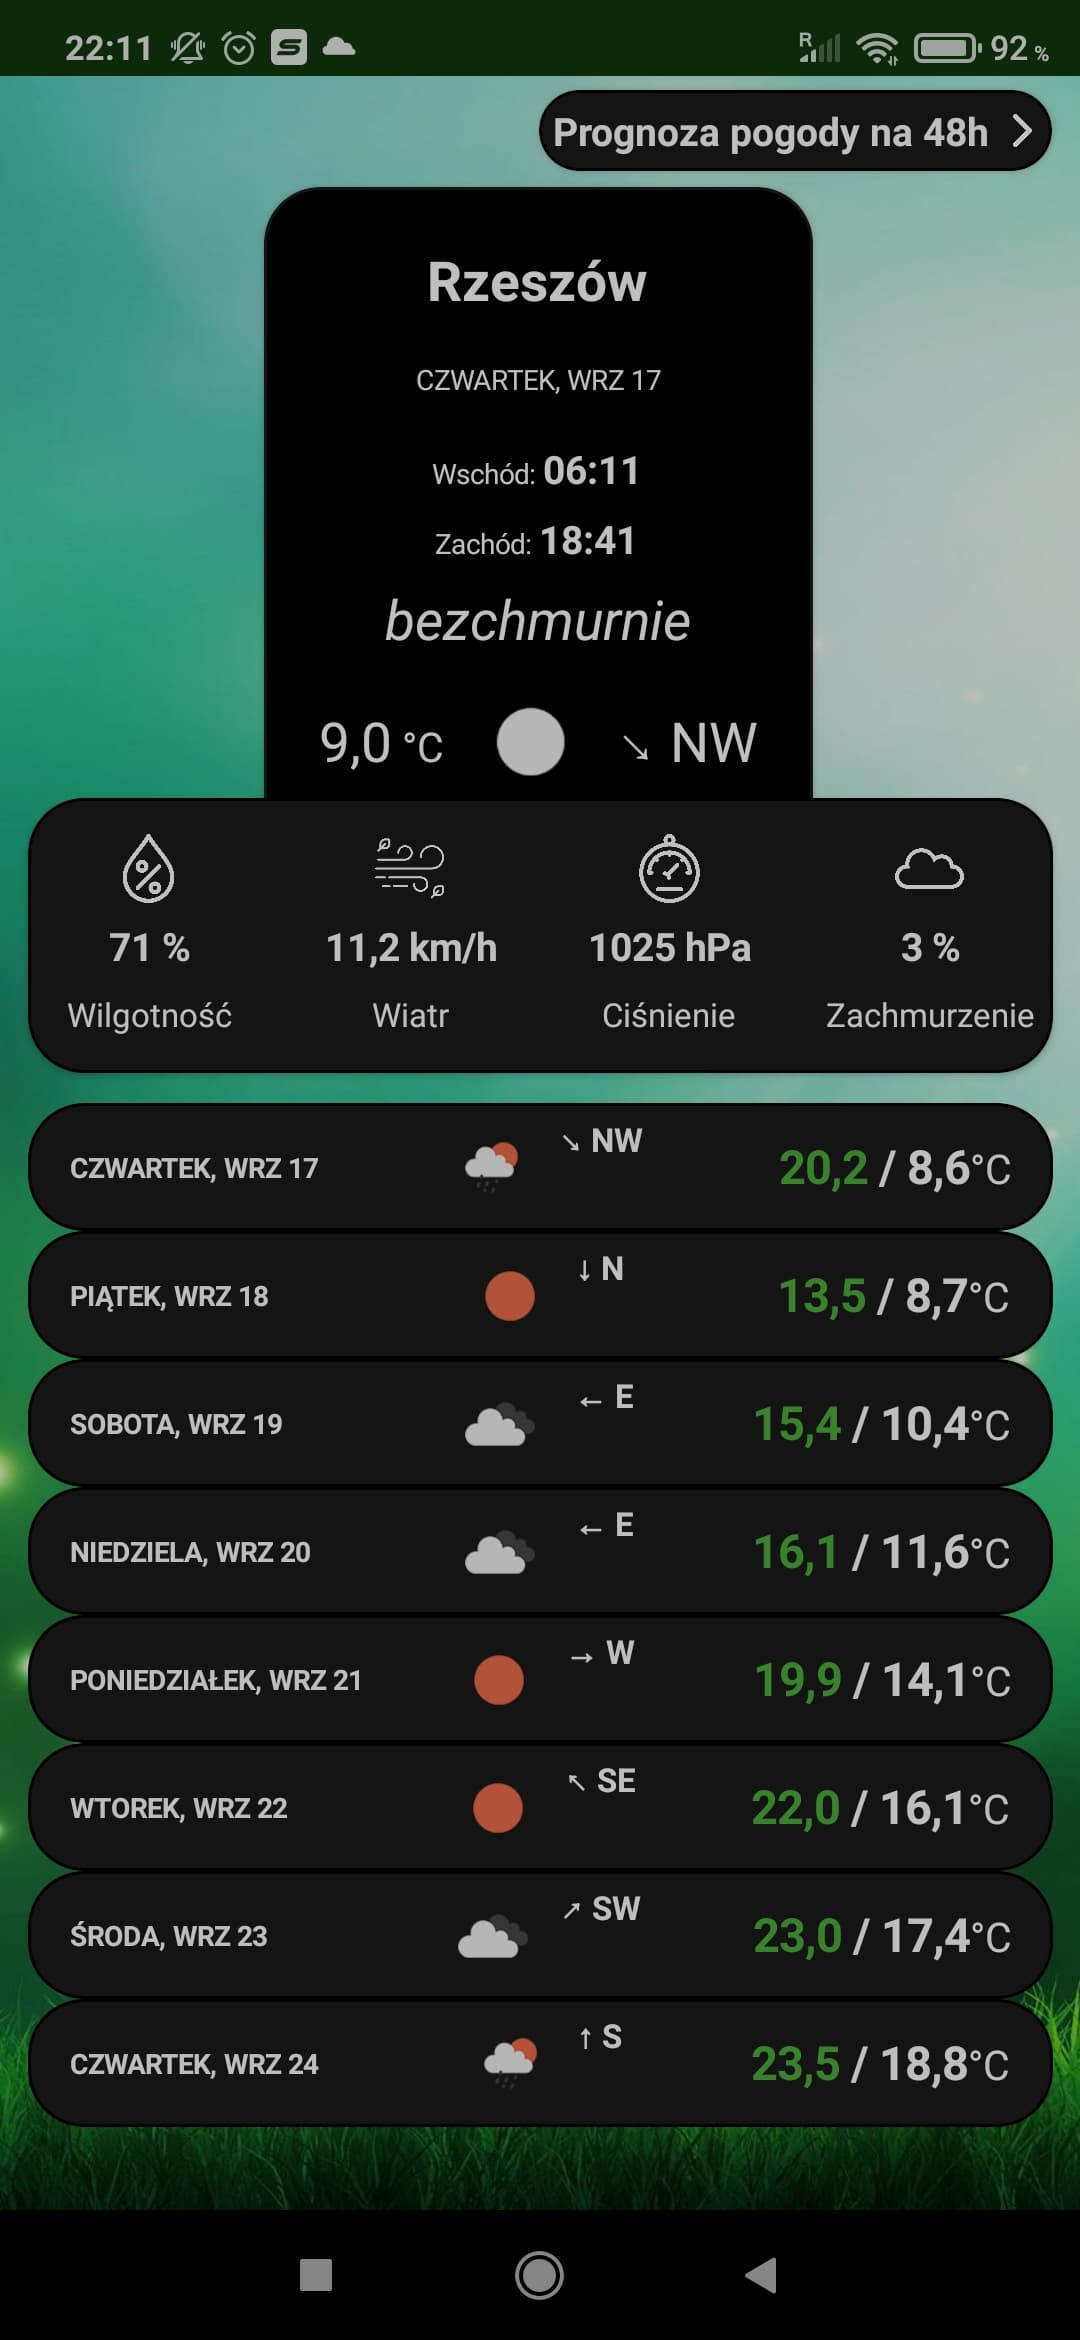 22:11 92 %
Prognoza pogody na 48h
Rzeszów
CZWARTEK, WRZ 17
Wschód: 06:11
Zachód: 18:41
bezchmurnie
9,0 °C ↘ NW
71 % 11,2 km/h 1025 hPa 3 %
Wilgotność Wiatr Ciśnienie Zachmurzenie
CZWARTEK, WRZ 17 ↘ NW 20,2 / 8,6°C
PIĄTEK, WRZ 18 ↓ N 13,5 / 8,7°C
SOBOTA, WRZ 19 ← E 15,4 / 10,4°C
NIEDZIELA, WRZ 20 ← E 16,1 / 11,6°C
PONIEDZIAŁEK, WRZ 21 → W 19,9 / 14,1°C
WTOREK, WRZ 22 ↖ SE 22,0 / 16,1°C
ŚRODA, WRZ 23 ↗ SW 23,0 / 17,4°C
CZWARTEK, WRZ 24 ↑ S 23,5 / 18,8°C